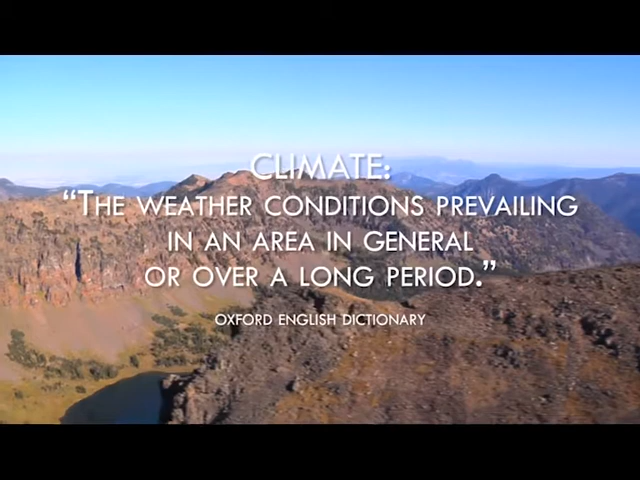 CLIMATE:
“THE WEATHER CONDITIONS PREVAILING
IN AN AREA IN GENERAL
OR OVER A LONG PERIOD.”
OXFORD ENGLISH DICTIONARY